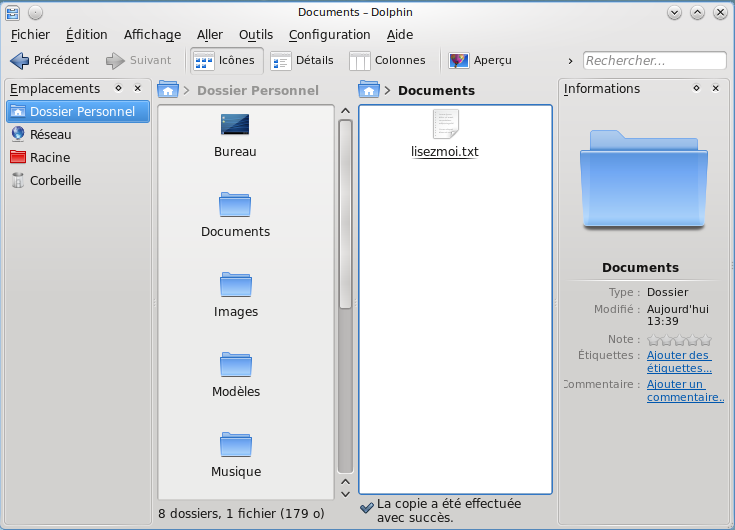 Documents – Dolphin
Fichier Édition Affichage Aller Outils Configuration Aide
Précédent Suivant Icônes Détails Colonnes Aperçu Rechercher...
Emplacements
Dossier Personnel
Réseau
Racine
Corbeille
Dossier Personnel
Bureau
Documents
Images
Modèles
Musique
8 dossiers, 1 fichier (179 o)
Documents
lisezmoi.txt
La copie a été effectuée
avec succès.
Informations
Documents
Type : Dossier
Modifié : Aujourd'hui
13:39
Note :
Étiquettes : Ajouter des
étiquettes...
Commentaire : Ajouter un
commentaire..